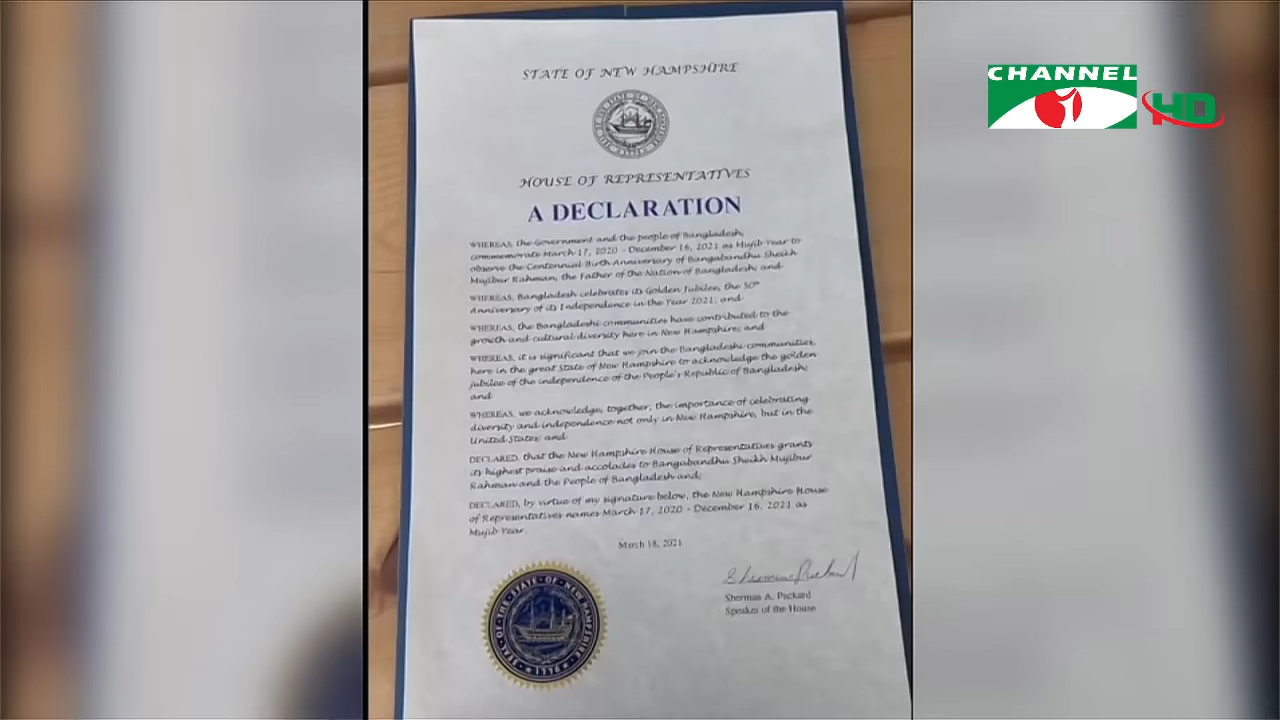 STATE OF NEW HAMPSHIRE
HOUSE OF REPRESENTATIVES
A DECLARATION
WHEREAS, the Government and the people of Bangladesh,
commemorate March 17, 2020 - December 16, 2021 as Mujib Year to
observe the Centennial Birth Anniversary of Bangabandhu Sheikh
Mujibur Rahman, the Father of the Nation of Bangladesh; and
WHEREAS, Bangladesh celebrates its Golden Jubilee, the 50th
Anniversary of its Independence in the Year 2021; and
WHEREAS, the Bangladeshi communities have contributed to the
growth and cultural diversity here in New Hampshire; and
WHEREAS, it is significant that we join the Bangladeshi communities,
here in the great State of New Hampshire to acknowledge the golden
jubilee of the independence of the People's Republic of Bangladesh;
and
WHEREAS, we acknowledge, together, the importance of celebrating
diversity and independence not only in New Hampshire, but in the
United States; and
DECLARED, that the New Hampshire House of Representatives grants
its highest praise and accolades to Bangabandhu Sheikh Mujibur
Rahman and the People of Bangladesh and;
DECLARED, by virtue of my signature below, the New Hampshire House
of Representatives names March 17, 2020 - December 16, 2021 as
Mujib Year.
March 18, 2021
Sherman A. Packard
Speaker of the House
SEAL · OF · THE · STATE · OF · NEW HAMPSHIRE
1776
CHANNEL
i HD